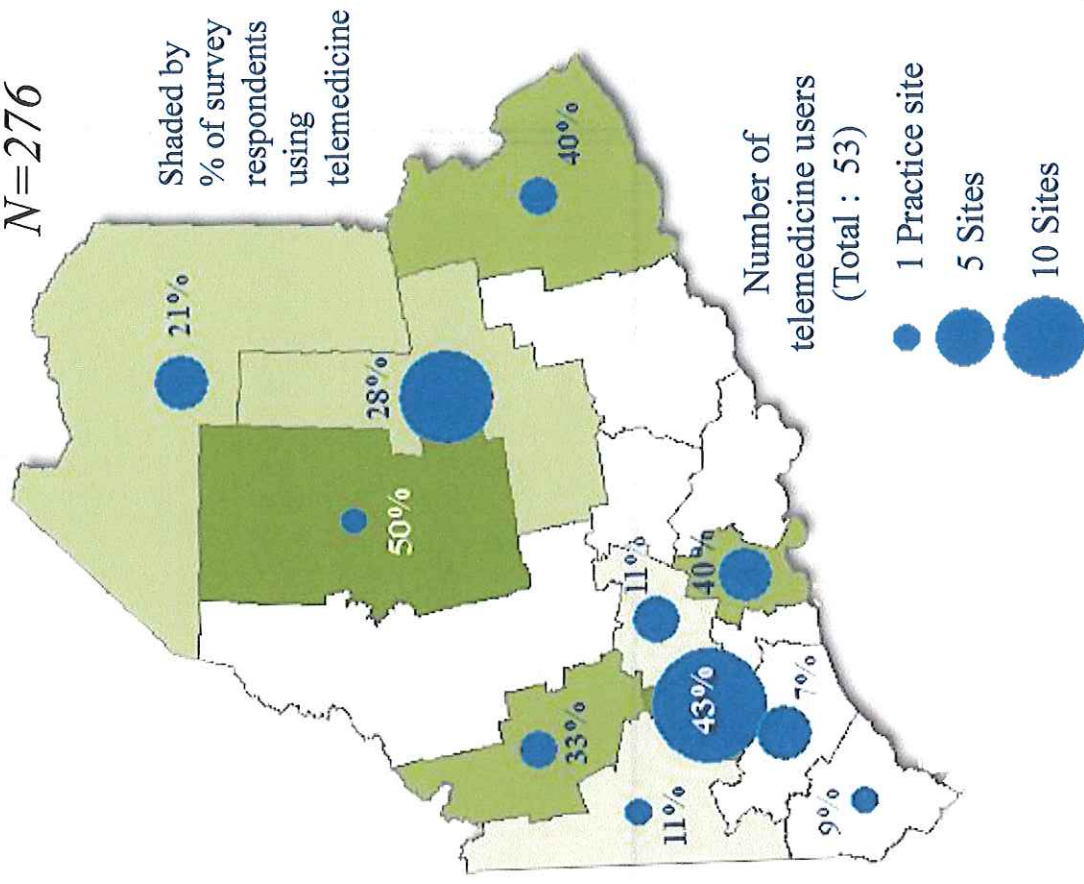 N=276
Shaded by
% of survey
respondents
using
telemedicine
21%
28%
50%
40%
33%
11%
40%
43%
11%
7%
9%
Number of
telemedicine users
(Total : 53)
1 Practice site
5 Sites
10 Sites